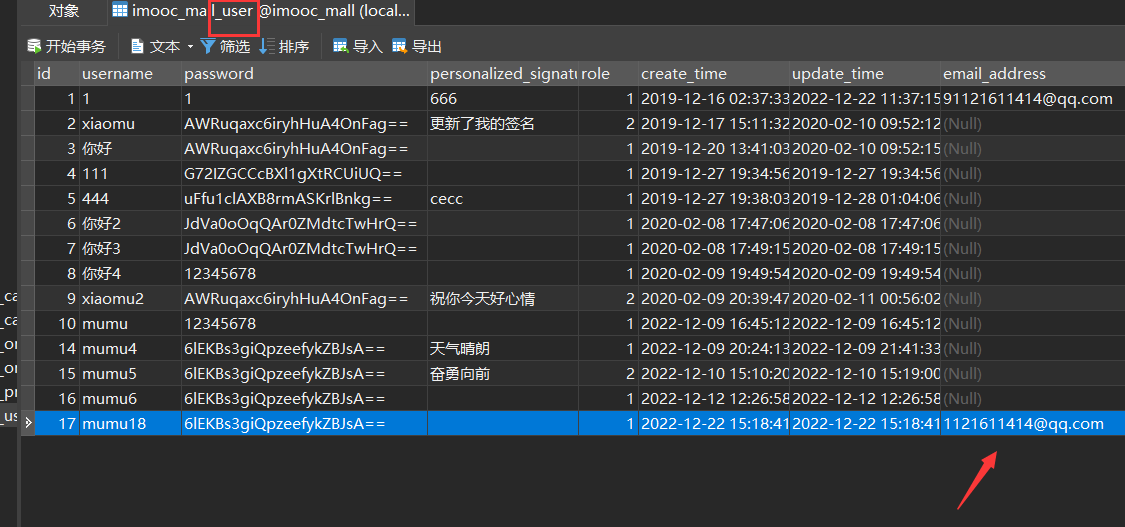 对象 imooc_mall_user @imooc_mall (local...
开始事务 文本 筛选 排序 导入 导出
id username password personalized_signatu role create_time update_time email_address
1 1 1 666 1 2019-12-16 02:37:33 2022-12-22 11:37:15 91121611414@qq.com
2 xiaomu AWRuqaxc6iryhHuA4OnFag== 更新了我的签名 2 2019-12-17 15:11:32 2020-02-10 09:52:12 (Null)
3 你好 AWRuqaxc6iryhHuA4OnFag== 1 2019-12-20 13:41:03 2020-02-10 09:52:15 (Null)
4 111 G72IZGCCcBXl1gXtRCUiUQ== 1 2019-12-27 19:34:56 2019-12-27 19:34:56 (Null)
5 444 uFfu1clAXB8rmASKrlBnkg== cecc 1 2019-12-27 19:38:03 2019-12-28 01:04:06 (Null)
6 你好2 JdVa0oOqQAr0ZMdtcTwHrQ== 1 2020-02-08 17:47:06 2020-02-08 17:47:06 (Null)
7 你好3 JdVa0oOqQAr0ZMdtcTwHrQ== 1 2020-02-08 17:49:15 2020-02-08 17:49:15 (Null)
8 你好4 12345678 1 2020-02-09 19:49:54 2020-02-09 19:49:54 (Null)
9 xiaomu2 AWRuqaxc6iryhHuA4OnFag== 祝你今天好心情 2 2020-02-09 20:39:47 2020-02-11 00:56:02 (Null)
10 mumu 12345678 1 2022-12-09 16:45:12 2022-12-09 16:45:12 (Null)
14 mumu4 6lEKBs3giQpzeefykZBJsA== 天气晴朗 1 2022-12-09 20:24:13 2022-12-09 21:41:33 (Null)
15 mumu5 6lEKBs3giQpzeefykZBJsA== 奋勇向前 2 2022-12-10 15:10:20 2022-12-10 15:19:00 (Null)
16 mumu6 6lEKBs3giQpzeefykZBJsA== 1 2022-12-12 12:26:58 2022-12-12 12:26:58 (Null)
17 mumu18 6lEKBs3giQpzeefykZBJsA== 1 2022-12-22 15:18:41 2022-12-22 15:18:41 1121611414@qq.com
_ca
_ca
_or
_or
_pr
_us